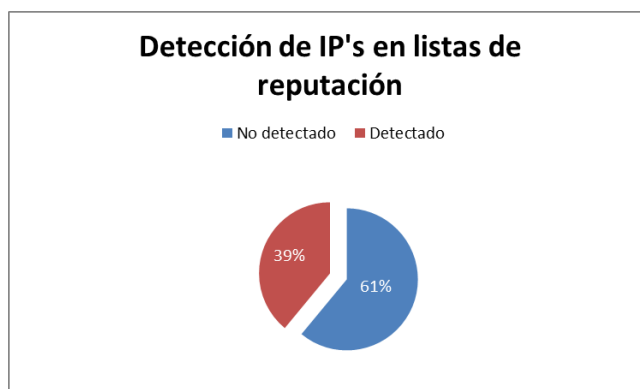 Detección de IP's en listas de
reputación
No detectado Detectado
39%
61%